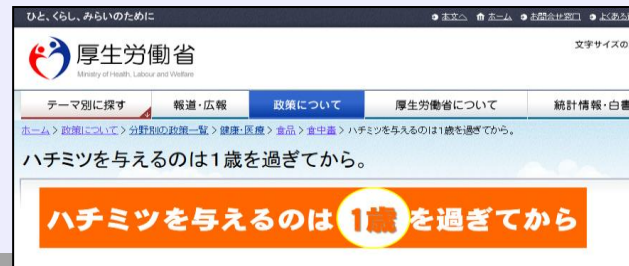 ひと、くらし、みらいのために
本文へ ホーム お問合せ窓口 よくある
厚生労働省
Ministry of Health, Labour and Welfare
文字サイズの
テーマ別に探す 報道・広報 政策について 厚生労働省について 統計情報・白書
ホーム > 政策について > 分野別の政策一覧 > 健康・医療 > 食品 > 食中毒 > ハチミツを与えるのは1歳を過ぎてから。
ハチミツを与えるのは1歳を過ぎてから。
ハチミツを与えるのは1歳を過ぎてから